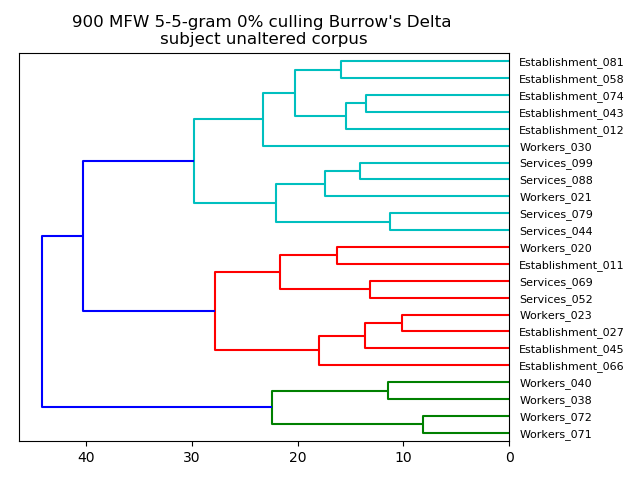 900 MFW 5-5-gram 0% culling Burrow's Delta
subject unaltered corpus
Establishment_081
Establishment_058
Establishment_074
Establishment_043
Establishment_012
Workers_030
Services_099
Services_088
Workers_021
Services_079
Services_044
Workers_020
Establishment_011
Services_069
Services_052
Workers_023
Establishment_027
Establishment_045
Establishment_066
Workers_040
Workers_038
Workers_072
Workers_071
40 30 20 10 0